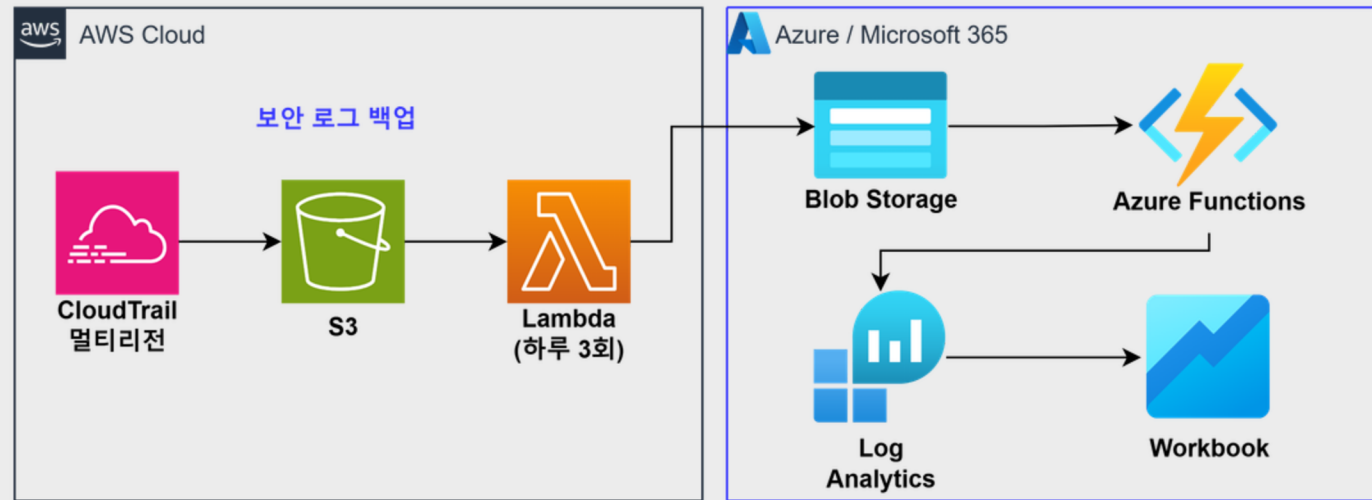 aws
AWS Cloud
보안 로그 백업
CloudTrail
멀티리전
S3
Lambda
(하루 3회)
Azure / Microsoft 365
Blob Storage
Azure Functions
Log
Analytics
Workbook